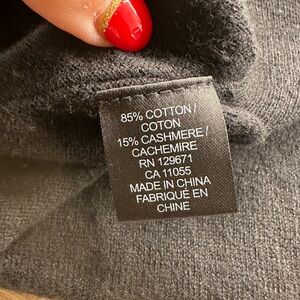 85% COTTON /
COTON
15% CASHMERE /
CACHEMIRE
RN 129671
CA 11055
MADE IN CHINA
FABRIQUÉ EN
CHINE